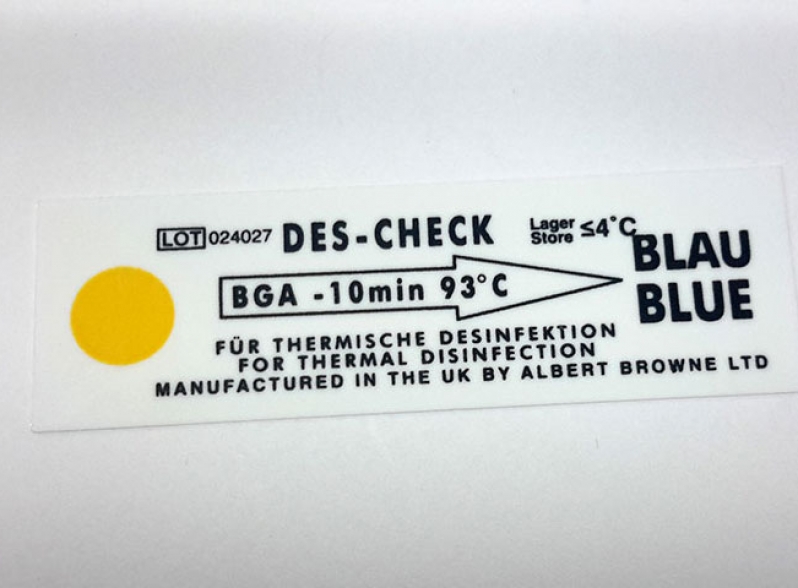 LOT 024027 DES-CHECK Lager Store ≤4°C
BGA -10min 93°C
BLAU
BLUE
FÜR THERMISCHE DESINFEKTION
FOR THERMAL DISINFECTION
MANUFACTURED IN THE UK BY ALBERT BROWNE LTD